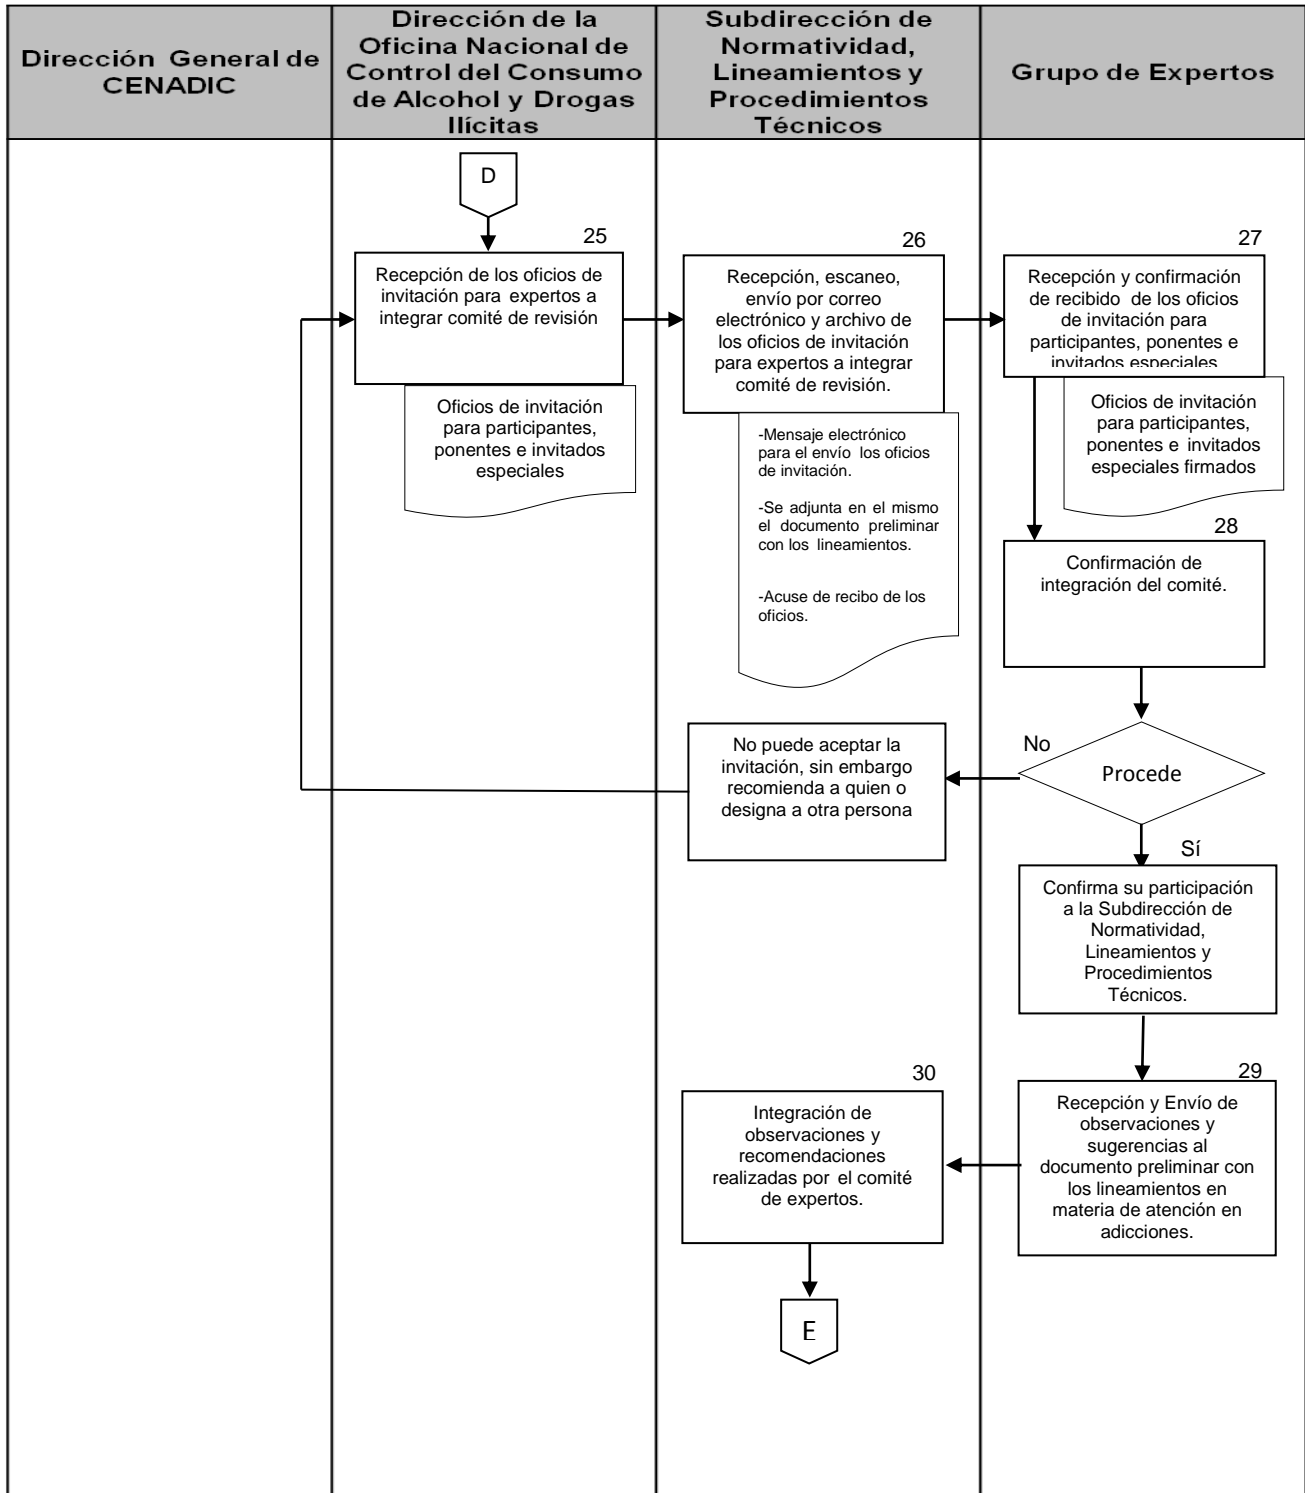 Dirección General de
CENADIC
Dirección de la
Oficina Nacional de
Control del Consumo
de Alcohol y Drogas
Ilícitas
Subdirección de
Normatividad,
Lineamientos y
Procedimientos
Técnicos
Grupo de Expertos
D
25
Recepción de los oficios de
invitación para expertos a
integrar comité de revisión
Oficios de invitación
para participantes,
ponentes e invitados
especiales
26
Recepción, escaneo,
envío por correo
electrónico y archivo de
los oficios de invitación
para expertos a integrar
comité de revisión.
-Mensaje electrónico
para el envío los oficios
de invitación.
-Se adjunta en el mismo
el documento preliminar
con los lineamientos.
-Acuse de recibo de los
oficios.
27
Recepción y confirmación
de recibido de los oficios
de invitación para
participantes, ponentes e
invitados especiales
Oficios de invitación
para participantes,
ponentes e invitados
especiales firmados
28
Confirmación de
integración del comité.
Procede
No
No puede aceptar la
invitación, sin embargo
recomienda a quien o
designa a otra persona
Sí
Confirma su participación
a la Subdirección de
Normatividad,
Lineamientos y
Procedimientos
Técnicos.
29
Recepción y Envío de
observaciones y
sugerencias al
documento preliminar con
los lineamientos en
materia de atención en
adicciones.
30
Integración de
observaciones y
recomendaciones
realizadas por el comité
de expertos.
E